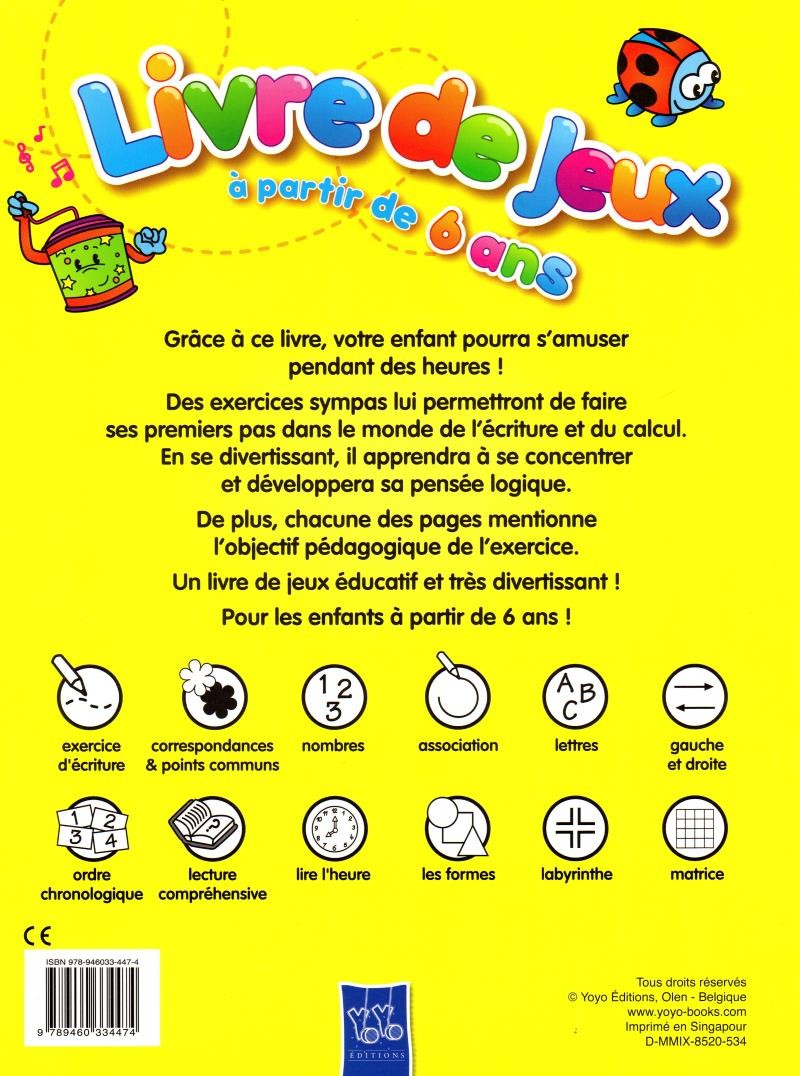 Livre de Jeux
à partir de 6 ans
Grâce à ce livre, votre enfant pourra s'amuser
pendant des heures !
Des exercices sympas lui permettront de faire
ses premiers pas dans le monde de l'écriture et du calcul.
En se divertissant, il apprendra à se concentrer
et développera sa pensée logique.
De plus, chacune des pages mentionne
l'objectif pédagogique de l'exercice.
Un livre de jeux éducatif et très divertissant !
Pour les enfants à partir de 6 ans !
1 2
3
A B
C
exercice
d'écriture
correspondances
& points communs
nombres
association
lettres
gauche
et droite
1 2
3 4
?
ordre
chronologique
lecture
compréhensive
lire l'heure
les formes
labyrinthe
matrice
CE
ISBN 978-946033-447-4
9 789460 334474
YOYO
ÉDITIONS
Tous droits réservés
© Yoyo Éditions, Olen - Belgique
www.yoyo-books.com
Imprimé en Singapour
D-MMIX-8520-534